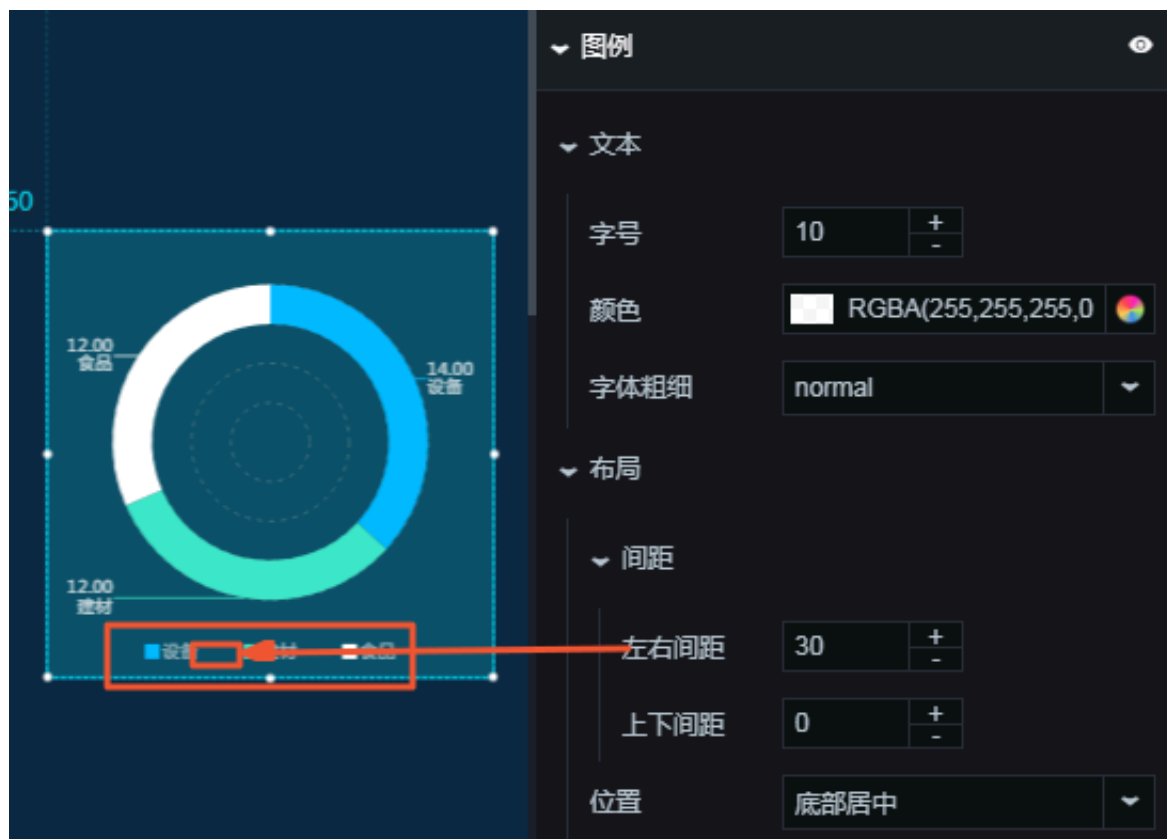 图例
文本
50
字号 10 + -
颜色 RGBA(255,255,255,0
12.00
食品
14.00
设备
字体粗细 normal
布局
间距
12.00
建材
设备 食品
左右间距 30 + -
上下间距 0 + -
位置 底部居中